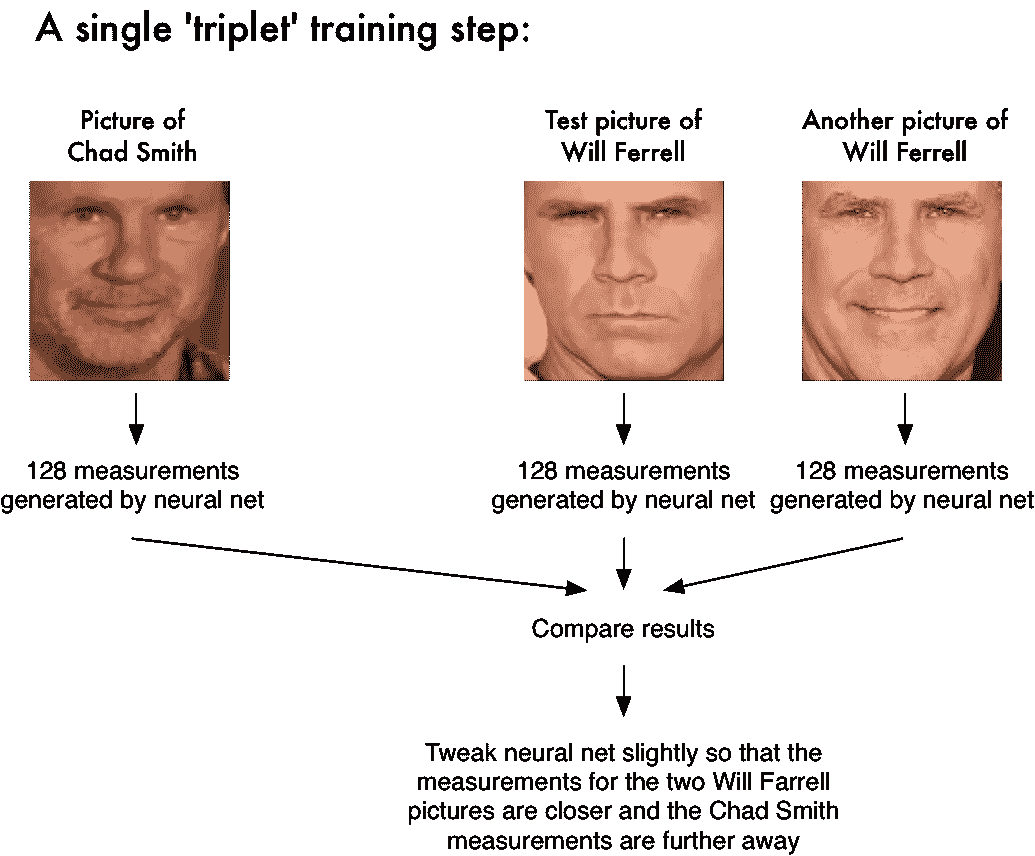 A single 'triplet' training step:
Picture of
Chad Smith
Test picture of
Will Ferrell
Another picture of
Will Ferrell
128 measurements
generated by neural net
128 measurements
generated by neural net
128 measurements
generated by neural net
Compare results
Tweak neural net slightly so that the
measurements for the two Will Farrell
pictures are closer and the Chad Smith
measurements are further away